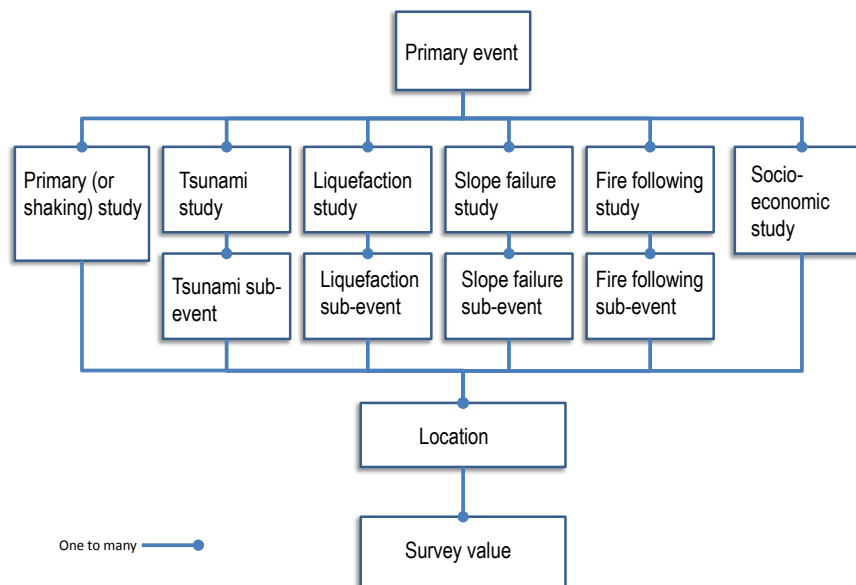 Primary event
Primary (or
shaking) study
Tsunami
study
Liquefaction
study
Slope failure
study
Fire following
study
Socio-
economic
study
Tsunami sub-
event
Liquefaction
sub-event
Slope failure
sub-event
Fire following
sub-event
Location
Survey value
One to many